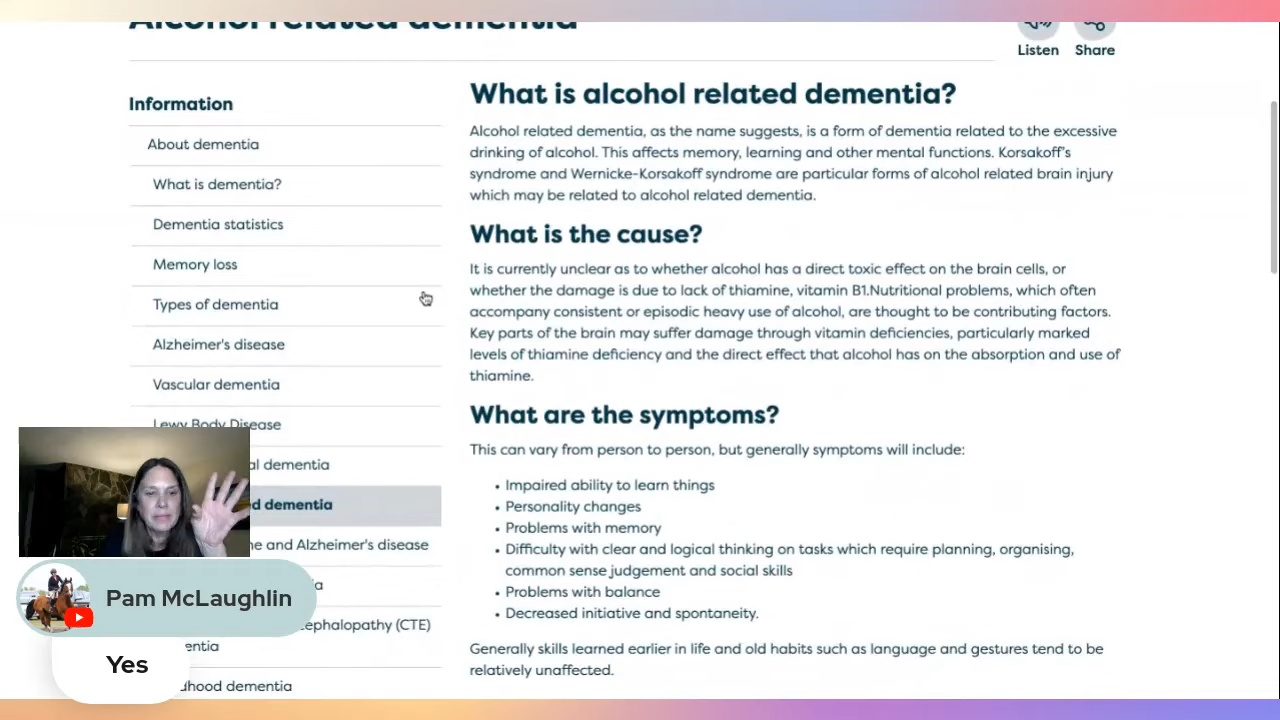 Alcohol related dementia
Listen
Share
Information
About dementia
What is dementia?
Dementia statistics
Memory loss
Types of dementia
Alzheimer's disease
Vascular dementia
Lewy Body Disease
al dementia
d dementia
ne and Alzheimer's disease
ia
cephalopathy (CTE)
entia
dhood dementia
What is alcohol related dementia?
Alcohol related dementia, as the name suggests, is a form of dementia related to the excessive
drinking of alcohol. This affects memory, learning and other mental functions. Korsakoff's
syndrome and Wernicke-Korsakoff syndrome are particular forms of alcohol related brain injury
which may be related to alcohol related dementia.
What is the cause?
It is currently unclear as to whether alcohol has a direct toxic effect on the brain cells, or
whether the damage is due to lack of thiamine, vitamin B1.Nutritional problems, which often
accompany consistent or episodic heavy use of alcohol, are thought to be contributing factors.
Key parts of the brain may suffer damage through vitamin deficiencies, particularly marked
levels of thiamine deficiency and the direct effect that alcohol has on the absorption and use of
thiamine.
What are the symptoms?
This can vary from person to person, but generally symptoms will include:
• Impaired ability to learn things
• Personality changes
• Problems with memory
• Difficulty with clear and logical thinking on tasks which require planning, organising,
common sense judgement and social skills
• Problems with balance
• Decreased initiative and spontaneity.
Generally skills learned earlier in life and old habits such as language and gestures tend to be
relatively unaffected.
Pam McLaughlin
Yes